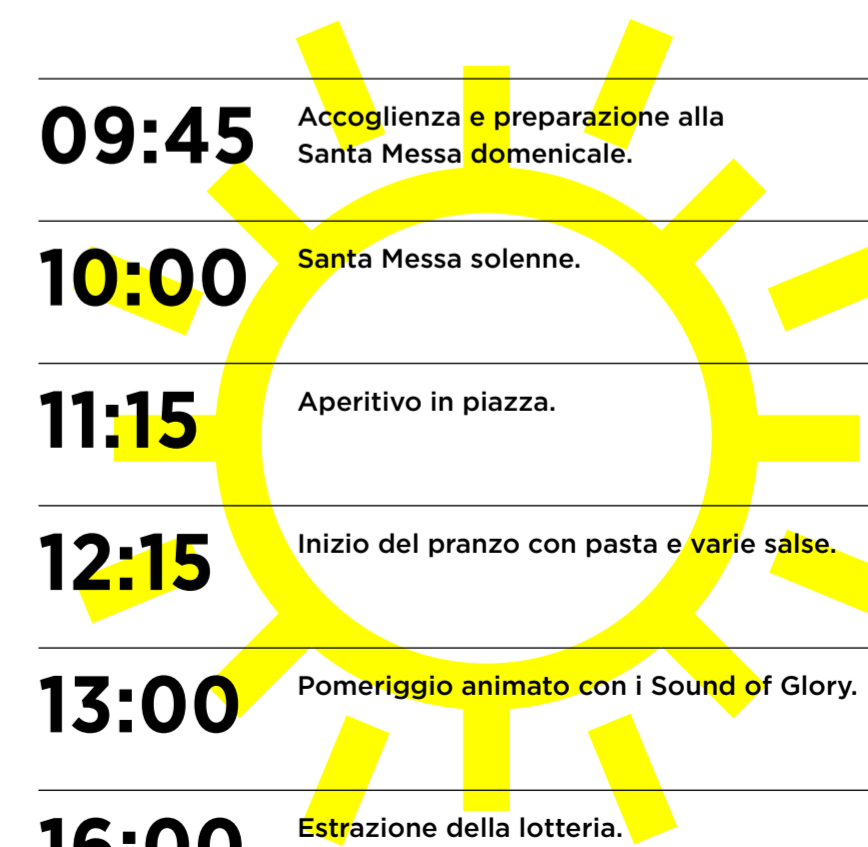 09:45 Accoglienza e preparazione alla
Santa Messa domenicale.
10:00 Santa Messa solenne.
11:15 Aperitivo in piazza.
12:15 Inizio del pranzo con pasta e varie salse.
13:00 Pomeriggio animato con i Sound of Glory.
16:00 Estrazione della lotteria.